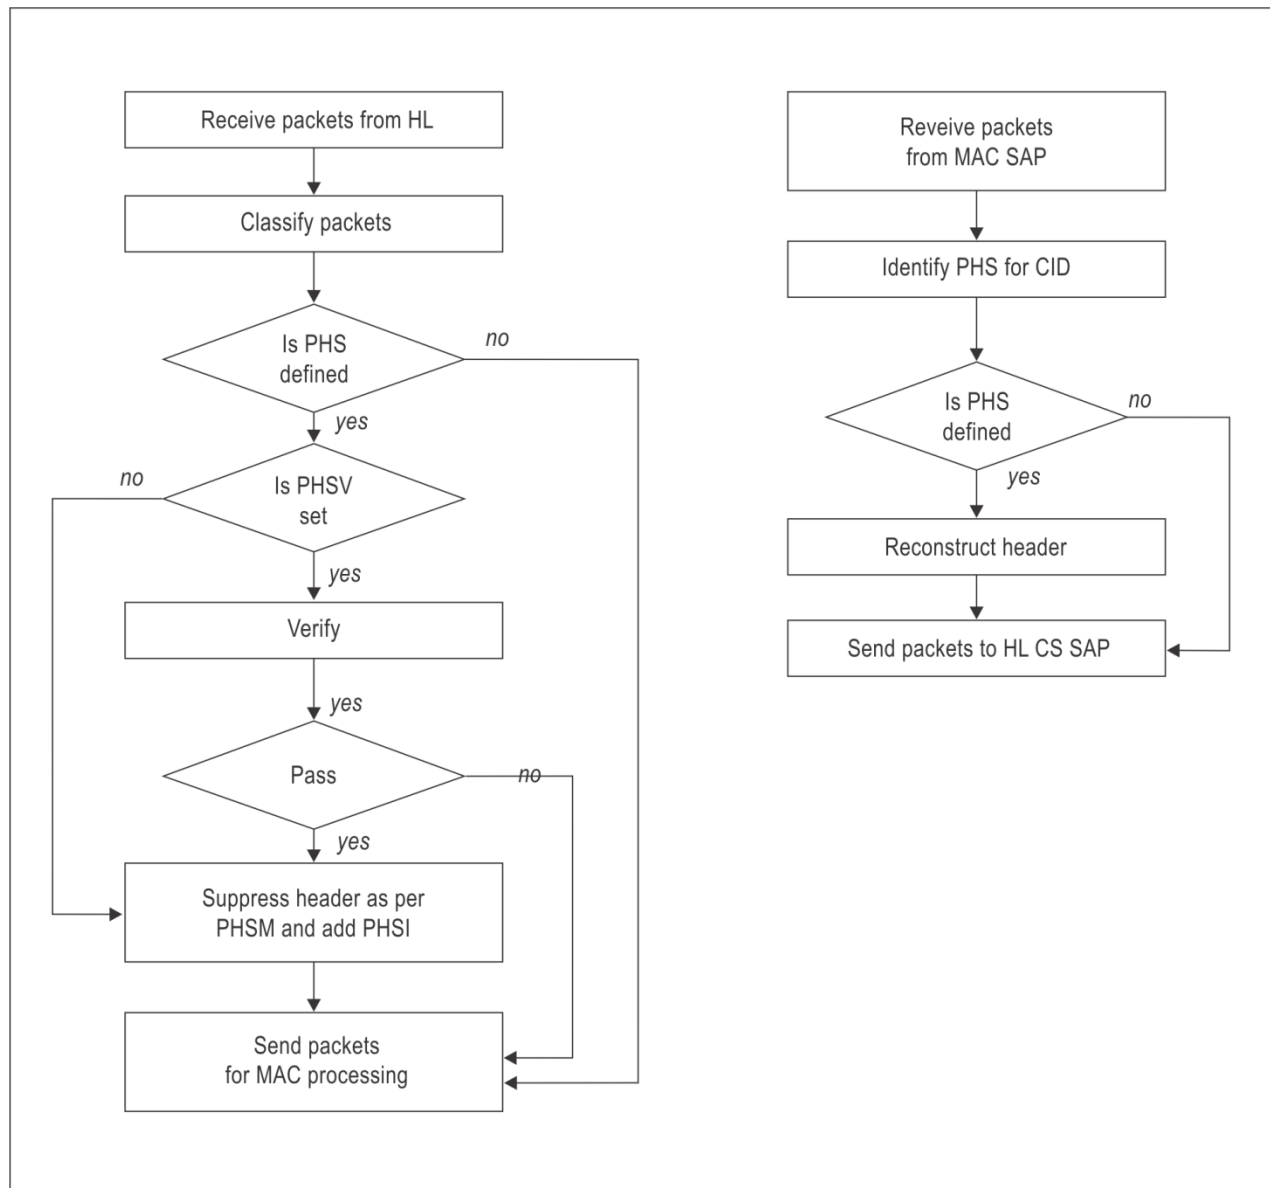 Receive packets from HL
Classify packets
Is PHS
defined
no
yes
Is PHSV
set
no
yes
Verify
yes
Pass
no
yes
Suppress header as per
PHSM and add PHSI
Send packets
for MAC processing
Reveive packets
from MAC SAP
Identify PHS for CID
Is PHS
defined
no
yes
Reconstruct header
Send packets to HL CS SAP